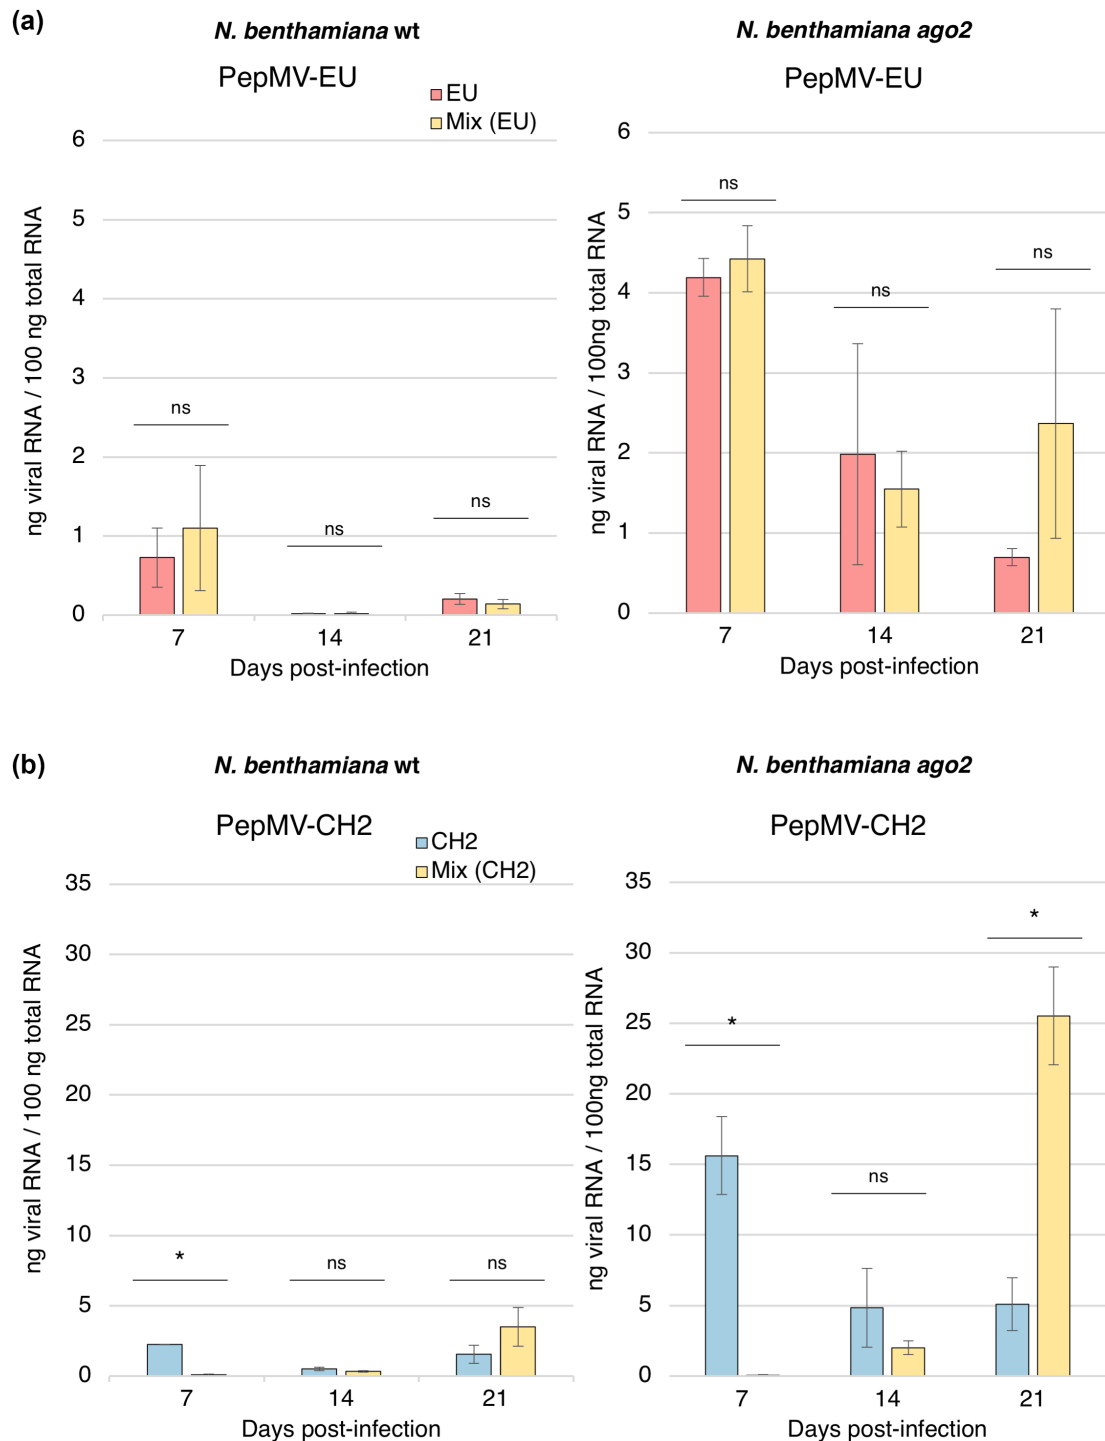 (a)
N. benthamiana wt
PepMV-EU
EU
Mix (EU)
6
5
4
3
2
1
0
ng viral RNA / 100 ng total RNA
ns
ns
ns
7
14
21
Days post-infection
N. benthamiana ago2
PepMV-EU
6
5
4
3
2
1
0
ng viral RNA / 100ng total RNA
ns
ns
ns
7
14
21
Days post-infection
(b)
N. benthamiana wt
PepMV-CH2
CH2
Mix (CH2)
35
30
25
20
15
10
5
0
ng viral RNA / 100 ng total RNA
*
ns
ns
7
14
21
Days post-infection
N. benthamiana ago2
PepMV-CH2
35
30
25
20
15
10
5
0
ng viral RNA / 100ng total RNA
*
ns
*
7
14
21
Days post-infection